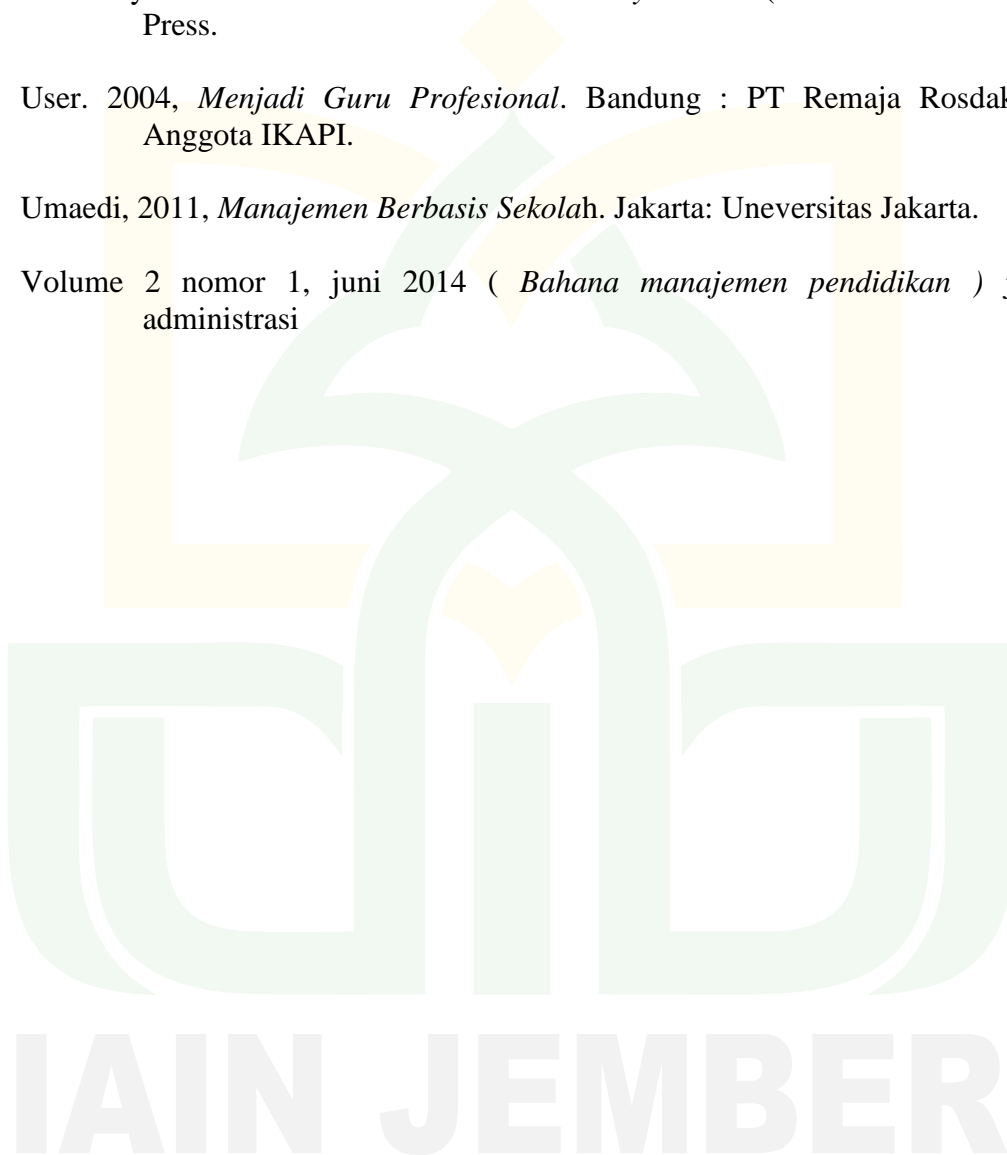 Press.
User. 2004, Menjadi Guru Profesional. Bandung : PT Remaja
Anggota IKAPI.
Umaedi, 2011, Manajemen Berbasis Sekolah. Jakarta: Uneversitas Jakarta.
Volume 2 nomor 1, juni 2014 ( Bahana manajemen pendidikan )
administrasi
IAIN JEMBER